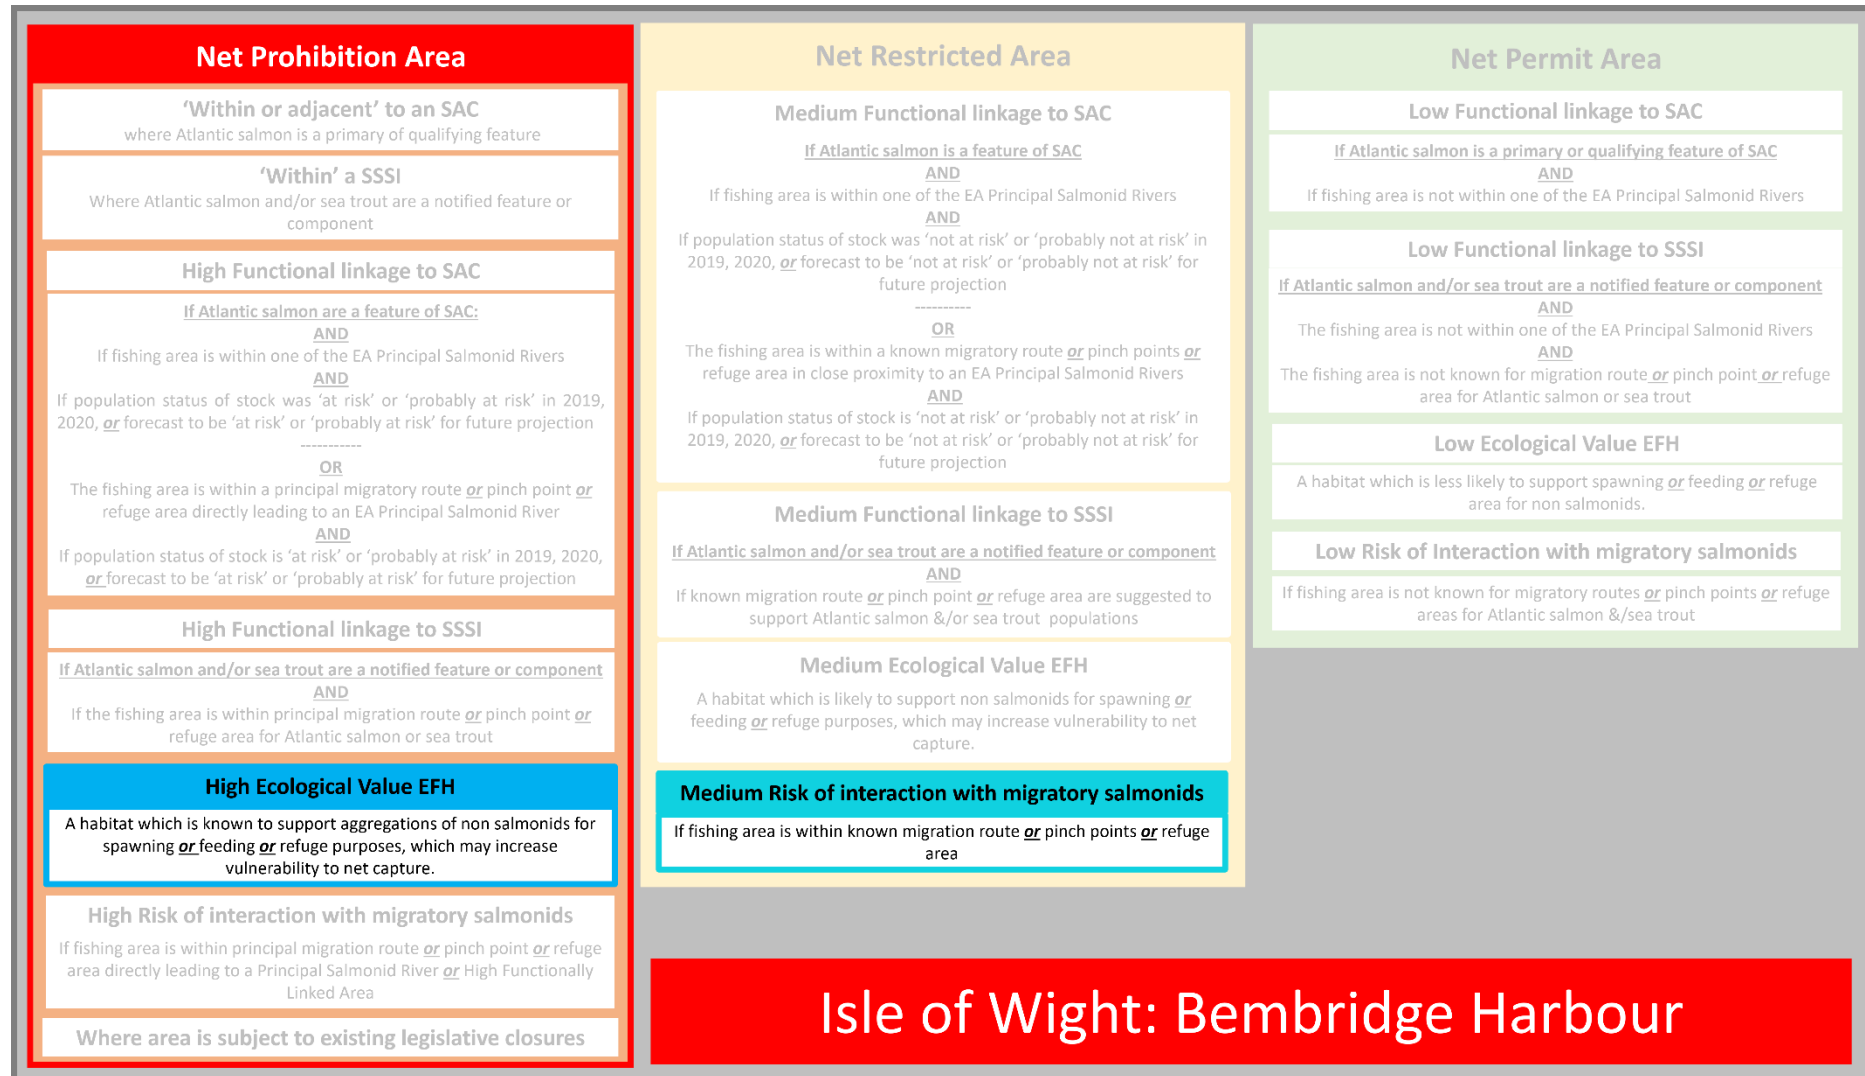 Net Prohibition Area
‘Within or adjacent’ to an SAC
where Atlantic salmon is a primary of qualifying feature
‘Within’ a SSSI
Where Atlantic salmon and/or sea trout are a notified feature or
component
High Functional linkage to SAC
If Atlantic salmon are a feature of SAC:
AND
If fishing area is within one of the EA Principal Salmonid Rivers
AND
If population status of stock was ‘at risk’ or ‘probably at risk’ in 2019,
2020, or forecast to be ‘at risk’ or ‘probably at risk’ for future projection
-----------
OR
The fishing area is within a principal migratory route or pinch point or
refuge area directly leading to an EA Principal Salmonid River
AND
If population status of stock is ‘at risk’ or ‘probably at risk’ in 2019, 2020,
or forecast to be ‘at risk’ or ‘probably at risk’ for future projection
High Functional linkage to SSSI
If Atlantic salmon and/or sea trout are a notified feature or component
AND
If the fishing area is within principal migration route or pinch point or
refuge area for Atlantic salmon or sea trout
High Ecological Value EFH
A habitat which is known to support aggregations of non salmonids for
spawning or feeding or refuge purposes, which may increase
vulnerability to net capture.
High Risk of interaction with migratory salmonids
If fishing area is within principal migration route or pinch point or refuge
area directly leading to a Principal Salmonid River or High Functionally
Linked Area
Where area is subject to existing legislative closures
Net Restricted Area
Medium Functional linkage to SAC
If Atlantic salmon is a feature of SAC
AND
If fishing area is within one of the EA Principal Salmonid Rivers
AND
If population status of stock was ‘not at risk’ or ‘probably not at risk’ in
2019, 2020, or forecast to be ‘not at risk’ or ‘probably not at risk’ for
future projection
----------
OR
The fishing area is within a known migratory route or pinch points or
refuge area in close proximity to an EA Principal Salmonid Rivers
AND
If population status of stock is ‘not at risk’ or ‘probably not at risk’ in
2019, 2020, or forecast to be ‘not at risk’ or ‘probably not at risk’ for
future projection
Medium Functional linkage to SSSI
If Atlantic salmon and/or sea trout are a notified feature or component
AND
If known migration route or pinch point or refuge area are suggested to
support Atlantic salmon &/or sea trout populations
Medium Ecological Value EFH
A habitat which is likely to support non salmonids for spawning or
feeding or refuge purposes, which may increase vulnerability to net
capture.
Medium Risk of interaction with migratory salmonids
If fishing area is within known migration route or pinch points or refuge
area
Net Permit Area
Low Functional linkage to SAC
If Atlantic salmon is a primary or qualifying feature of SAC
AND
If fishing area is not within one of the EA Principal Salmonid Rivers
Low Functional linkage to SSSI
If Atlantic salmon and/or sea trout are a notified feature or component
AND
The fishing area is not within one of the EA Principal Salmonid Rivers
AND
The fishing area is not known for migration route or pinch point or refuge
area for Atlantic salmon or sea trout
Low Ecological Value EFH
A habitat which is less likely to support spawning or feeding or refuge
area for non salmonids.
Low Risk of Interaction with migratory salmonids
If fishing area is not known for migratory routes or pinch points or refuge
areas for Atlantic salmon &/sea trout
Isle of Wight: Bembridge Harbour